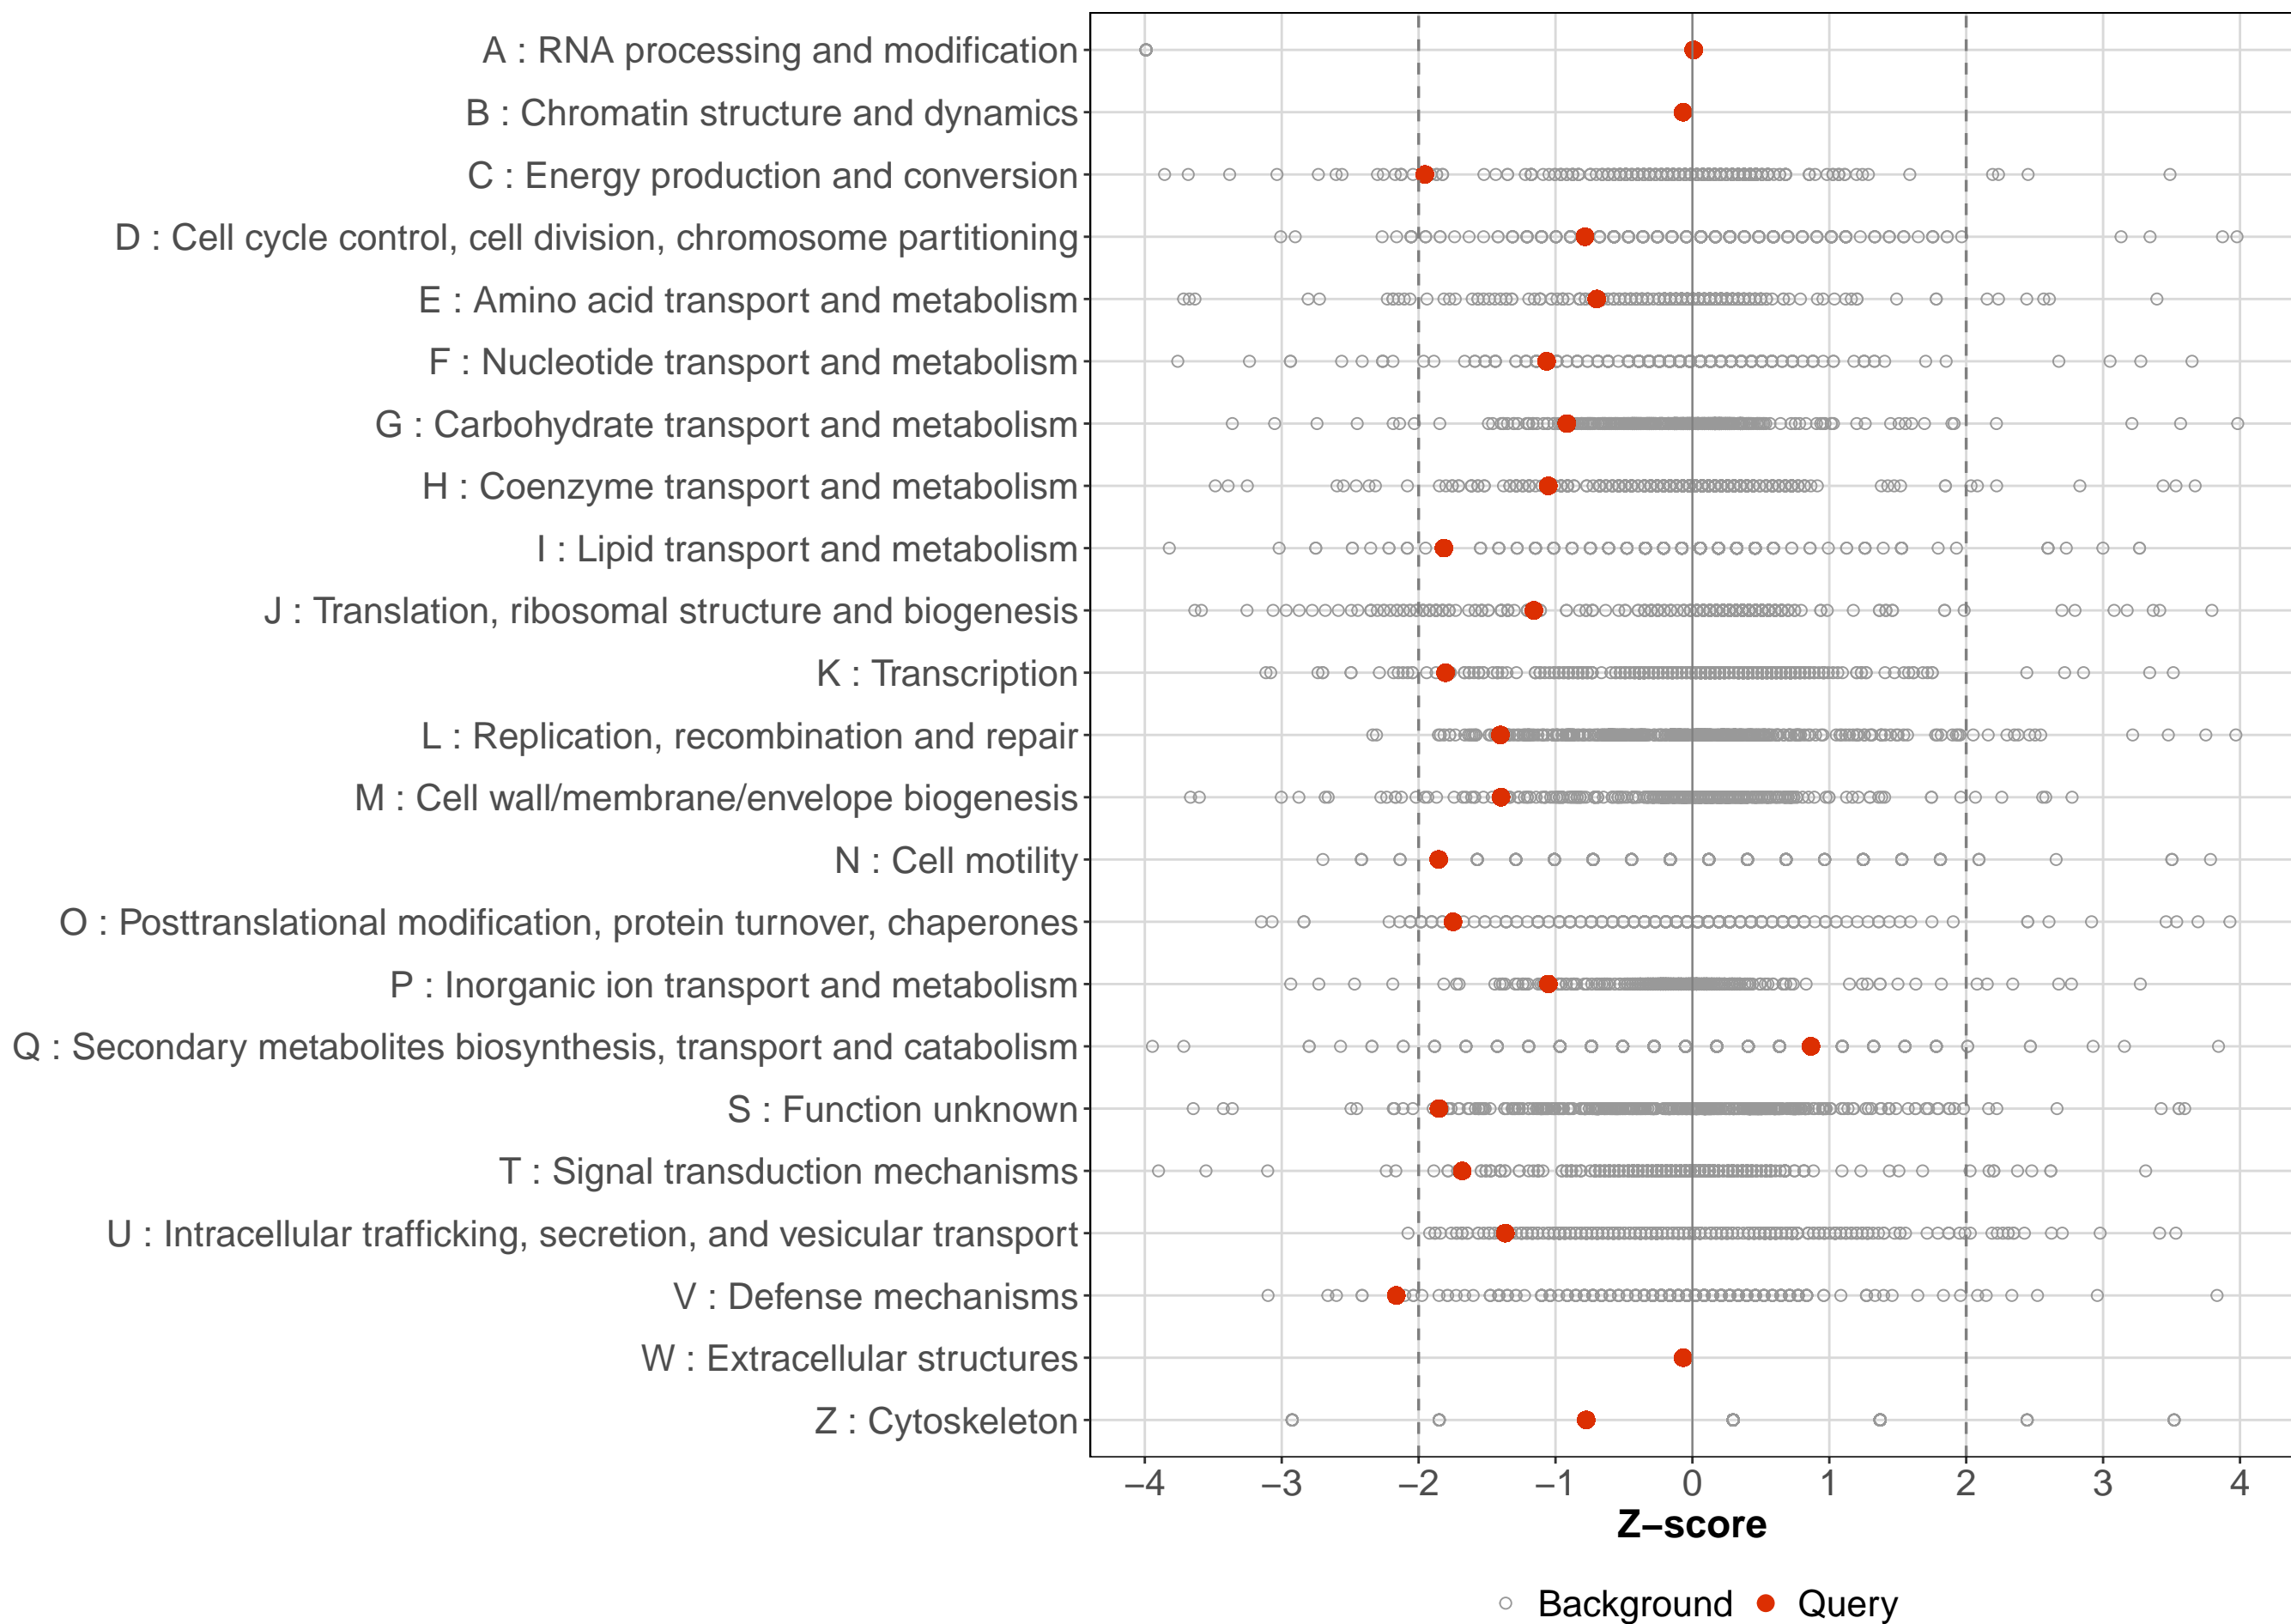 A : RNA processing and modification
B : Chromatin structure and dynamics
C : Energy production and conversion
D : Cell cycle control, cell division, chromosome partitioning
E : Amino acid transport and metabolism
F : Nucleotide transport and metabolism
G : Carbohydrate transport and metabolism
H : Coenzyme transport and metabolism
I : Lipid transport and metabolism
J : Translation, ribosomal structure and biogenesis
K : Transcription
L : Replication, recombination and repair
M : Cell wall/membrane/envelope biogenesis
N : Cell motility
O : Posttranslational modification, protein turnover, chaperones
P : Inorganic ion transport and metabolism
Q : Secondary metabolites biosynthesis, transport and catabolism
S : Function unknown
T : Signal transduction mechanisms
U : Intracellular trafficking, secretion, and vesicular transport
V : Defense mechanisms
W : Extracellular structures
Z : Cytoskeleton
−4 −3 −2 −1 0 1 2 3 4
Z−score
Background Query